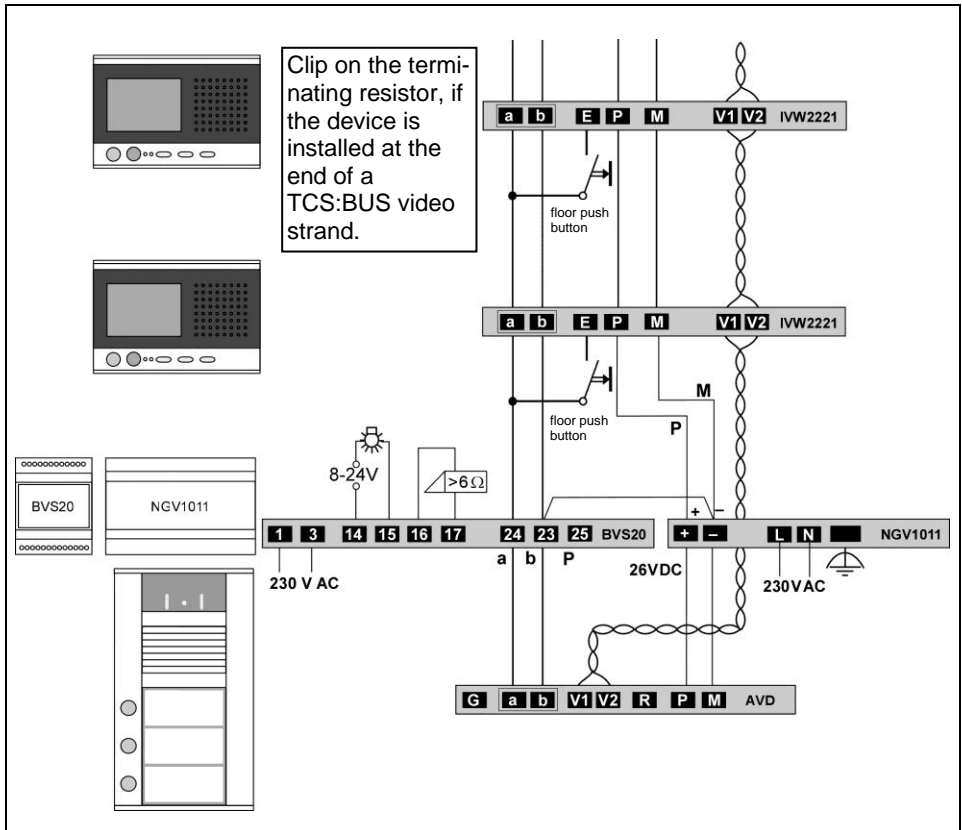 Clip on the termi-
nating resistor, if
the device is
installed at the
end of a
TCS:BUS video
strand.
a b E P M V1 V2 IVW2221
floor push
button
a b E P M V1 V2 IVW2221
floor push
button
M
P
8-24V
>6Ω
BVS20
NGV1011
+ –
1 3 14 15 16 17 24 23 25 BVS20
+ – L N NGV1011
a b P
230 V AC
26VDC
230VAC
G a b V1 V2 R P M AVD